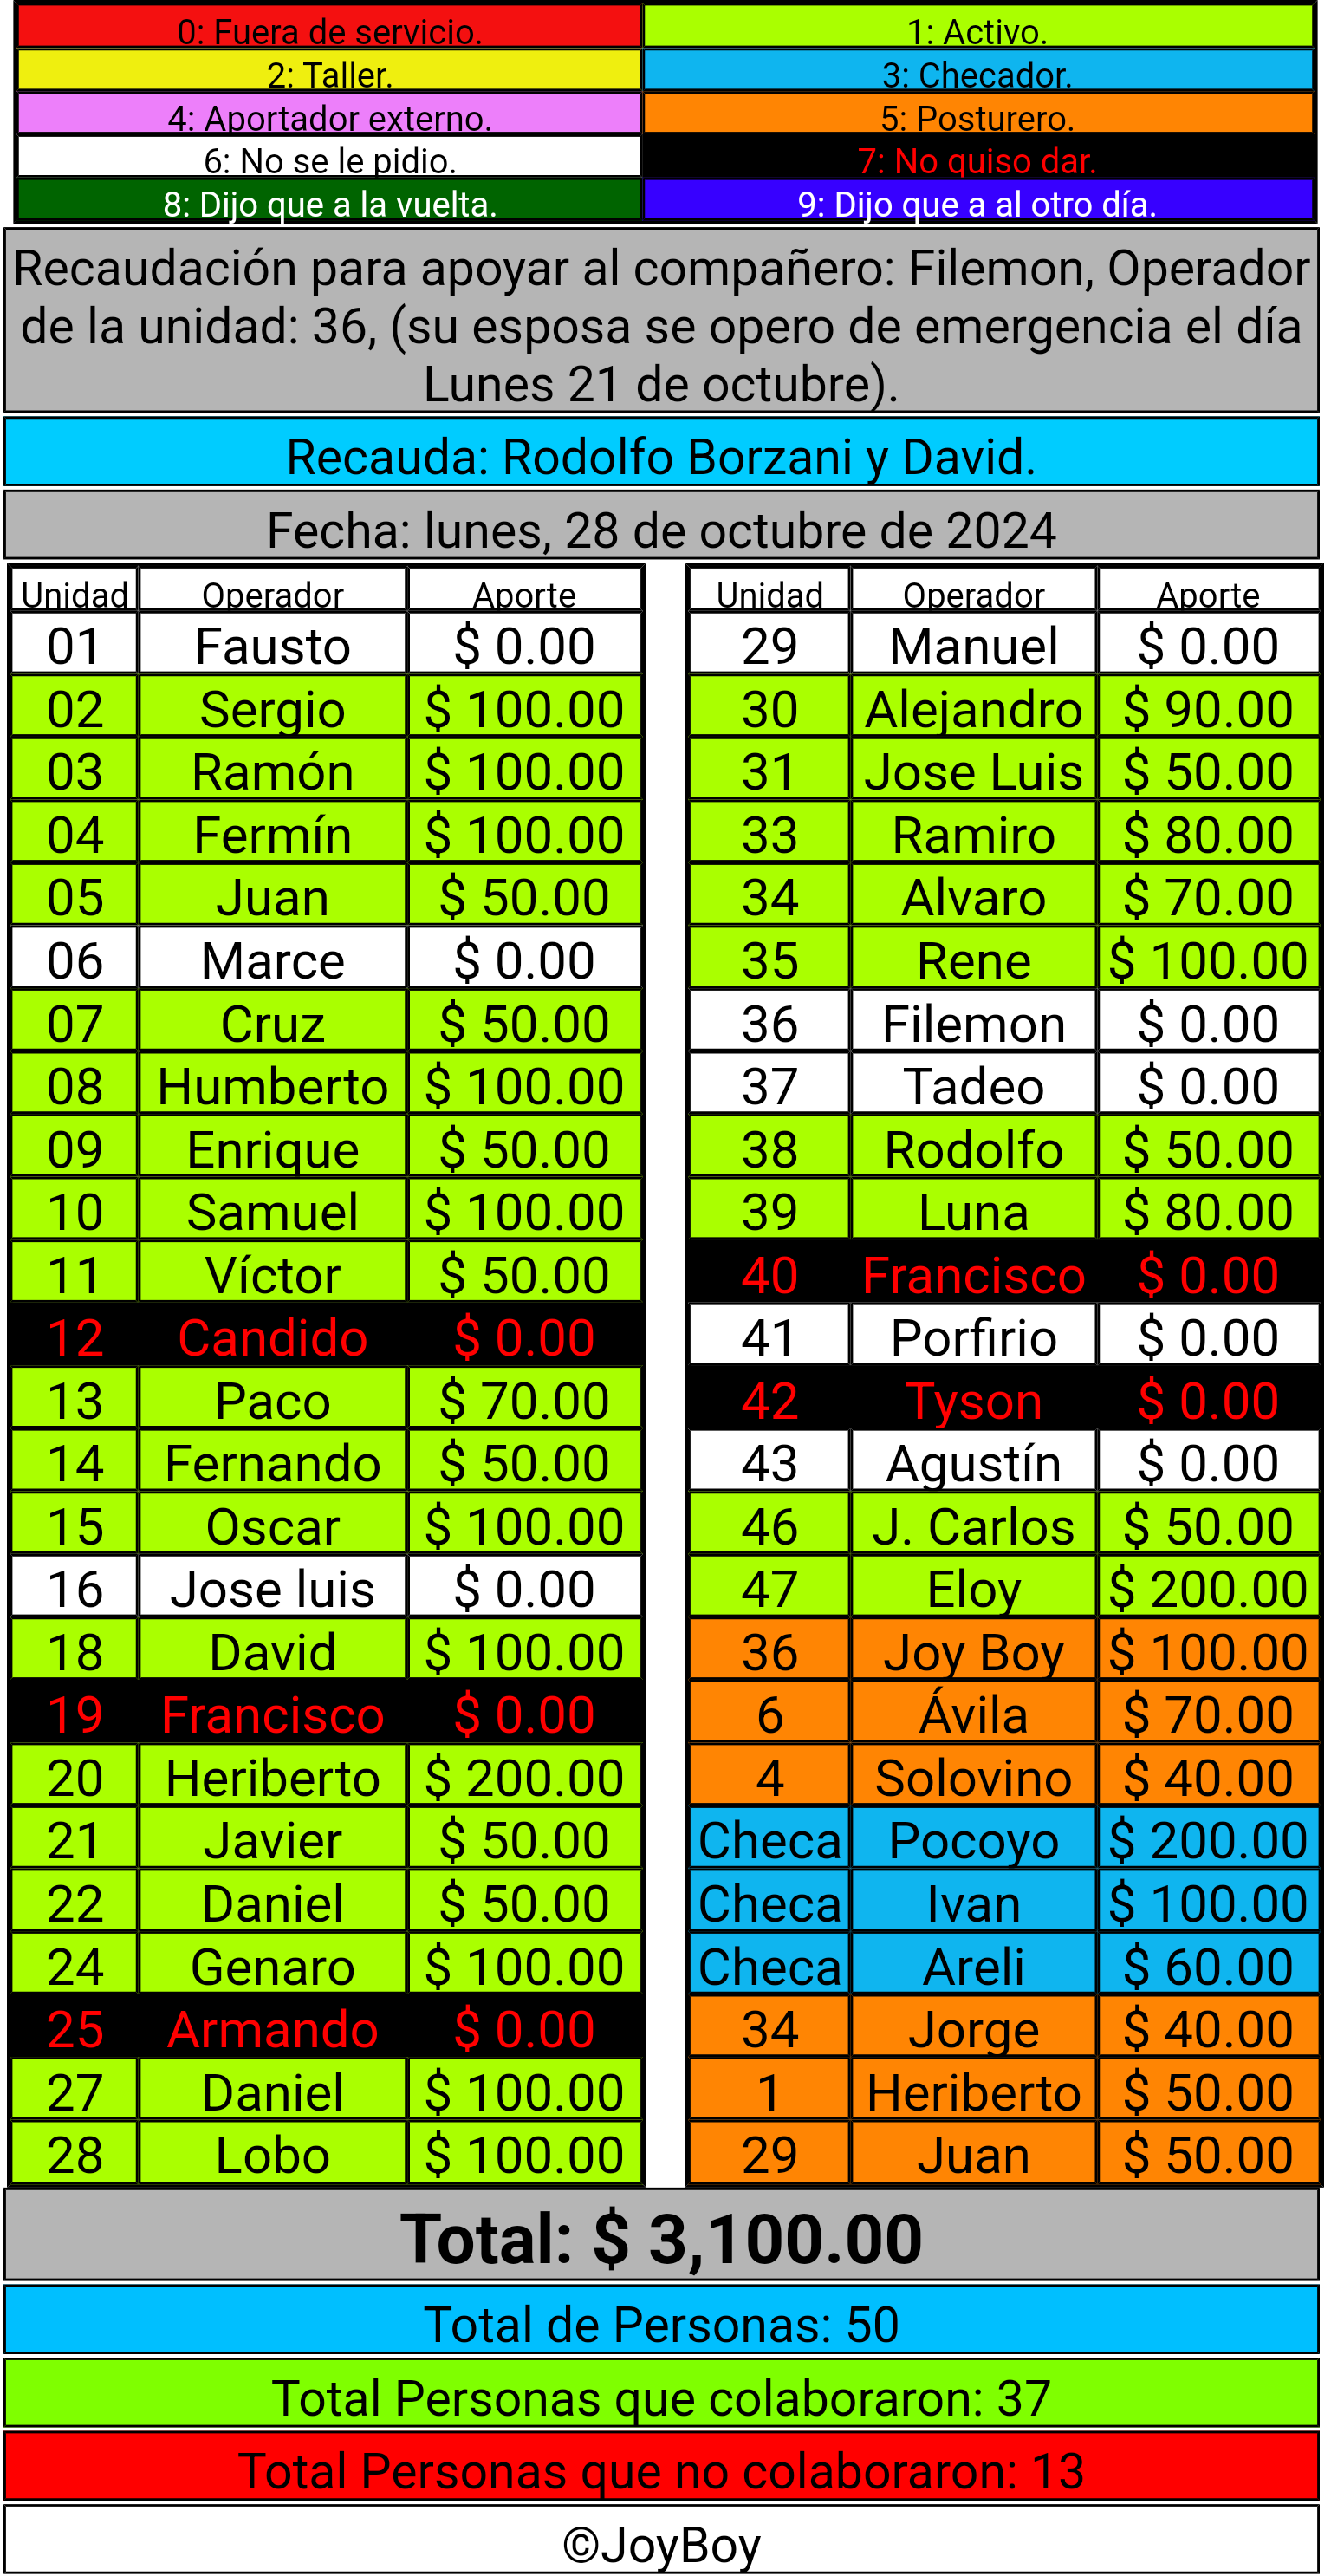 0: Fuera de servicio. 1: Activo.
2: Taller. 3: Checador.
4: Aportador externo. 5: Posturero.
6: No se le pidio. 7: No quiso dar.
8: Dijo que a la vuelta. 9: Dijo que a al otro día.
Recaudación para apoyar al compañero: Filemon, Operador
de la unidad: 36, (su esposa se opero de emergencia el día
Lunes 21 de octubre).
Recauda: Rodolfo Borzani y David.
Fecha: lunes, 28 de octubre de 2024
Unidad Operador Aporte
01 Fausto $ 0.00
02 Sergio $ 100.00
03 Ramón $ 100.00
04 Fermín $ 100.00
05 Juan $ 50.00
06 Marce $ 0.00
07 Cruz $ 50.00
08 Humberto $ 100.00
09 Enrique $ 50.00
10 Samuel $ 100.00
11 Víctor $ 50.00
12 Candido $ 0.00
13 Paco $ 70.00
14 Fernando $ 50.00
15 Oscar $ 100.00
16 Jose luis $ 0.00
18 David $ 100.00
19 Francisco $ 0.00
20 Heriberto $ 200.00
21 Javier $ 50.00
22 Daniel $ 50.00
24 Genaro $ 100.00
25 Armando $ 0.00
27 Daniel $ 100.00
28 Lobo $ 100.00
Unidad Operador Aporte
29 Manuel $ 0.00
30 Alejandro $ 90.00
31 Jose Luis $ 50.00
33 Ramiro $ 80.00
34 Alvaro $ 70.00
35 Rene $ 100.00
36 Filemon $ 0.00
37 Tadeo $ 0.00
38 Rodolfo $ 50.00
39 Luna $ 80.00
40 Francisco $ 0.00
41 Porfirio $ 0.00
42 Tyson $ 0.00
43 Agustín $ 0.00
46 J. Carlos $ 50.00
47 Eloy $ 200.00
36 Joy Boy $ 100.00
6 Ávila $ 70.00
4 Solovino $ 40.00
Checa Pocoyo $ 200.00
Checa Ivan $ 100.00
Checa Areli $ 60.00
34 Jorge $ 40.00
1 Heriberto $ 50.00
29 Juan $ 50.00
Total: $ 3,100.00
Total de Personas: 50
Total Personas que colaboraron: 37
Total Personas que no colaboraron: 13
©JoyBoy